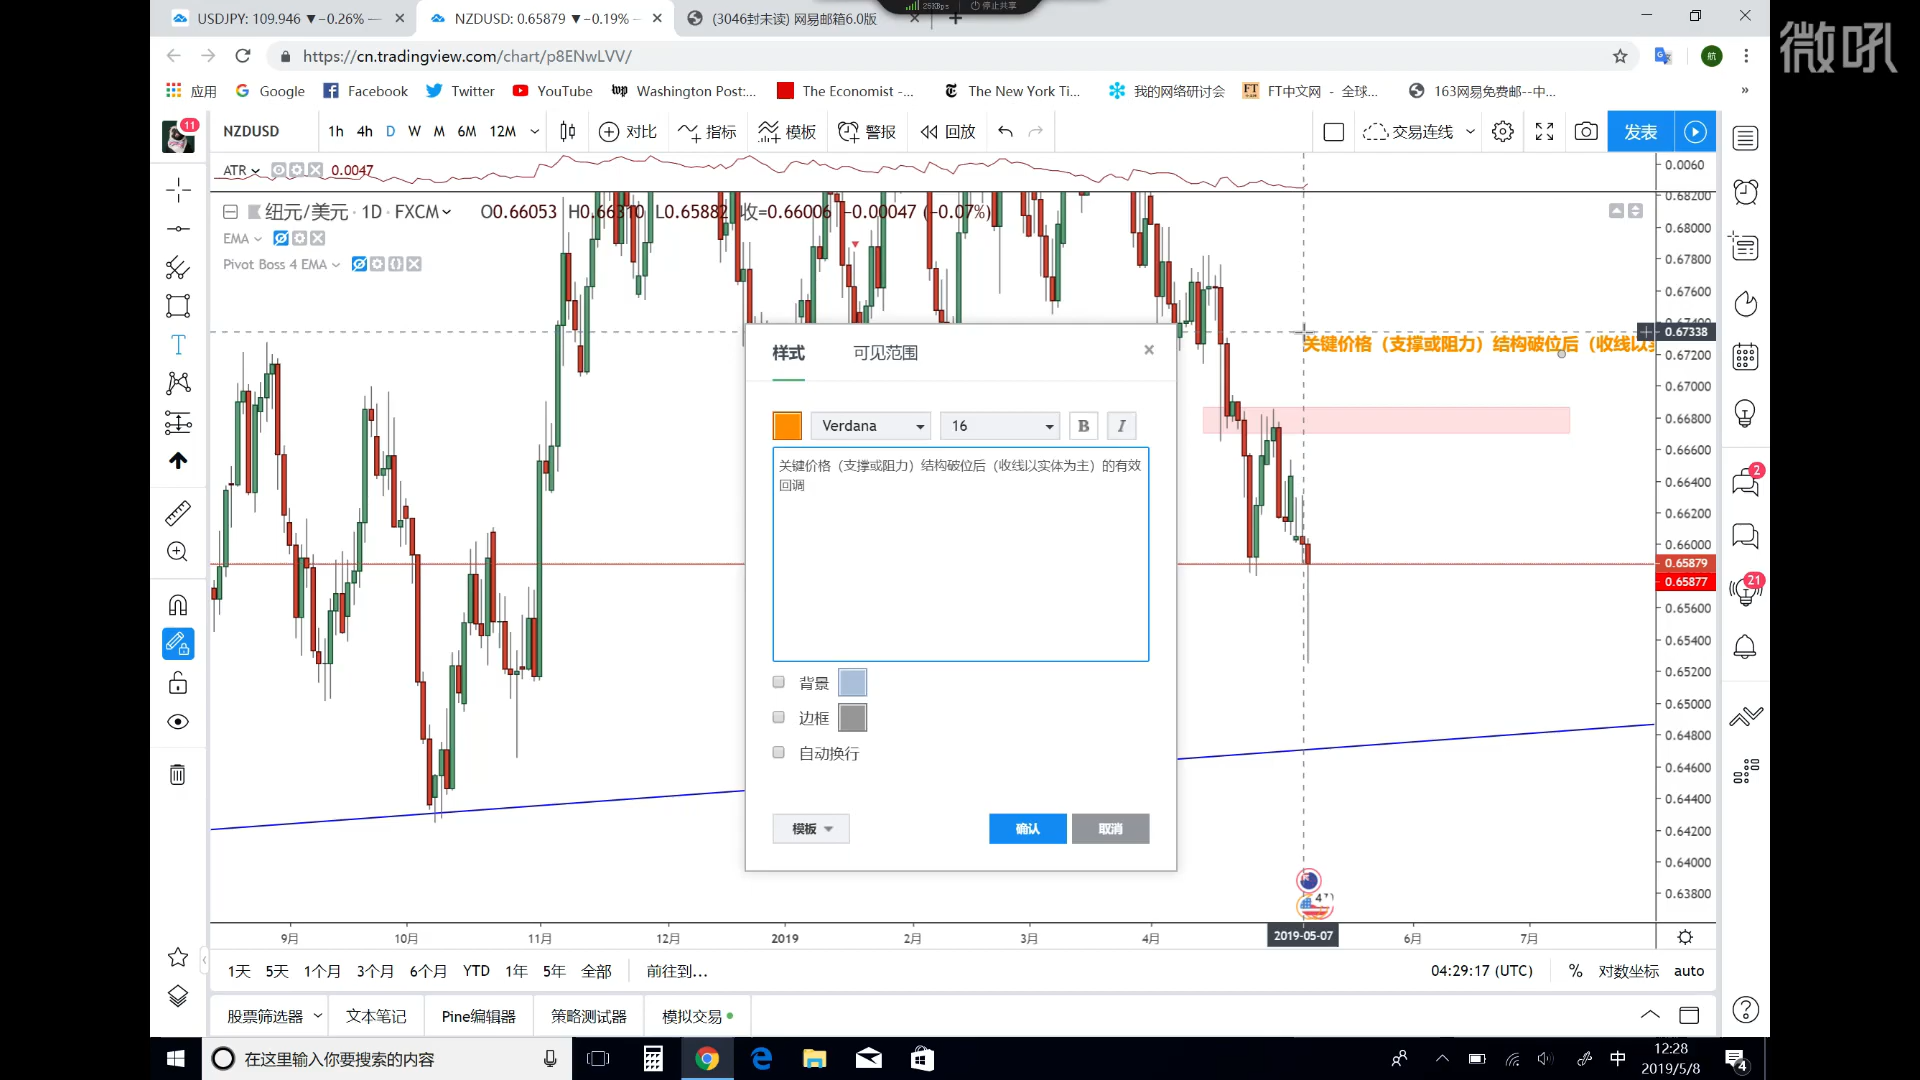 USDJPY: 109.946 ▼−0.26%
NZDUSD: 0.65879 ▼−0.19%
(3046封未读) 网易邮箱6.0版
25KBps
停止共享
微吼
https://cn.tradingview.com/chart/p8ENwLVV/
航
应用
Google
Facebook
Twitter
YouTube
Washington Post:...
The Economist -...
The New York Ti...
我的网络研讨会
FT中文网 - 全球...
163网易免费邮--中...
11
NZDUSD
1h 4h D W M 6M 12M
对比
指标
模板
警报
回放
交易连线
发表
ATR
0.0047
纽元/美元 · 1D · FXCM
O0.66053 H0.66310 L0.65882 收=0.66006 −0.00047 (−0.07%)
EMA
Pivot Boss 4 EMA
0.0060
0.68200
0.68000
0.67800
0.67600
0.67338
0.67200
0.67000
0.66800
0.66600
0.66400
0.66200
0.66000
0.65879
0.65877
0.65600
0.65400
0.65200
0.65000
0.64800
0.64600
0.64400
0.64200
0.64000
0.63800
关键价格（支撑或阻力）结构破位后（收线以
样式
可见范围
Verdana
16
B
I
关键价格（支撑或阻力）结构破位后（收线以实体为主）的有效
回调
背景
边框
自动换行
模板
确认
取消
2
21
9月
10月
11月
12月
2019
2月
3月
4月
2019-05-07
6月
7月
1天 5天 1个月 3个月 6个月 YTD 1年 5年 全部
前往到...
04:29:17 (UTC)
%
对数坐标
auto
股票筛选器
文本笔记
Pine编辑器
策略测试器
模拟交易
在这里输入你要搜索的内容
中
12:28
2019/5/8
4